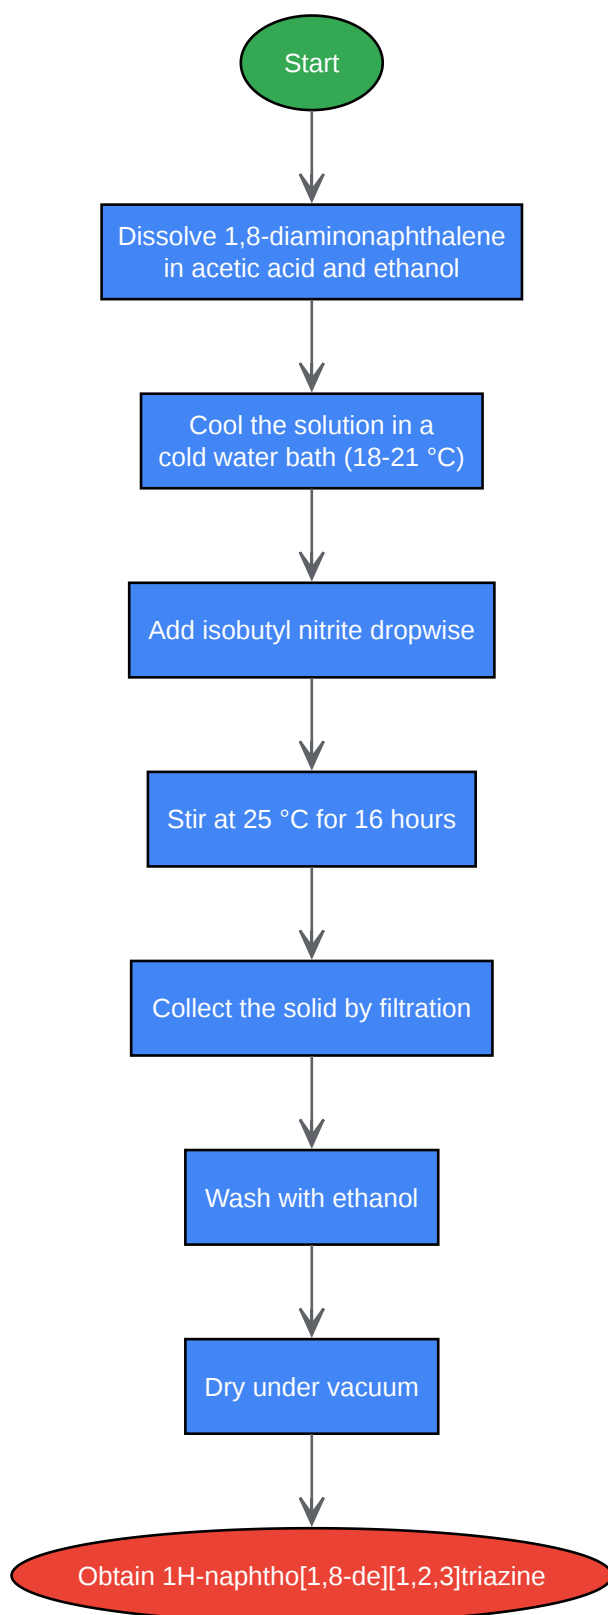 Start
Dissolve 1,8-diaminonaphthalene
in acetic acid and ethanol
Cool the solution in a
cold water bath (18-21 °C)
Add isobutyl nitrite dropwise
Stir at 25 °C for 16 hours
Collect the solid by filtration
Wash with ethanol
Dry under vacuum
Obtain 1H-naphtho[1,8-de][1,2,3]triazine